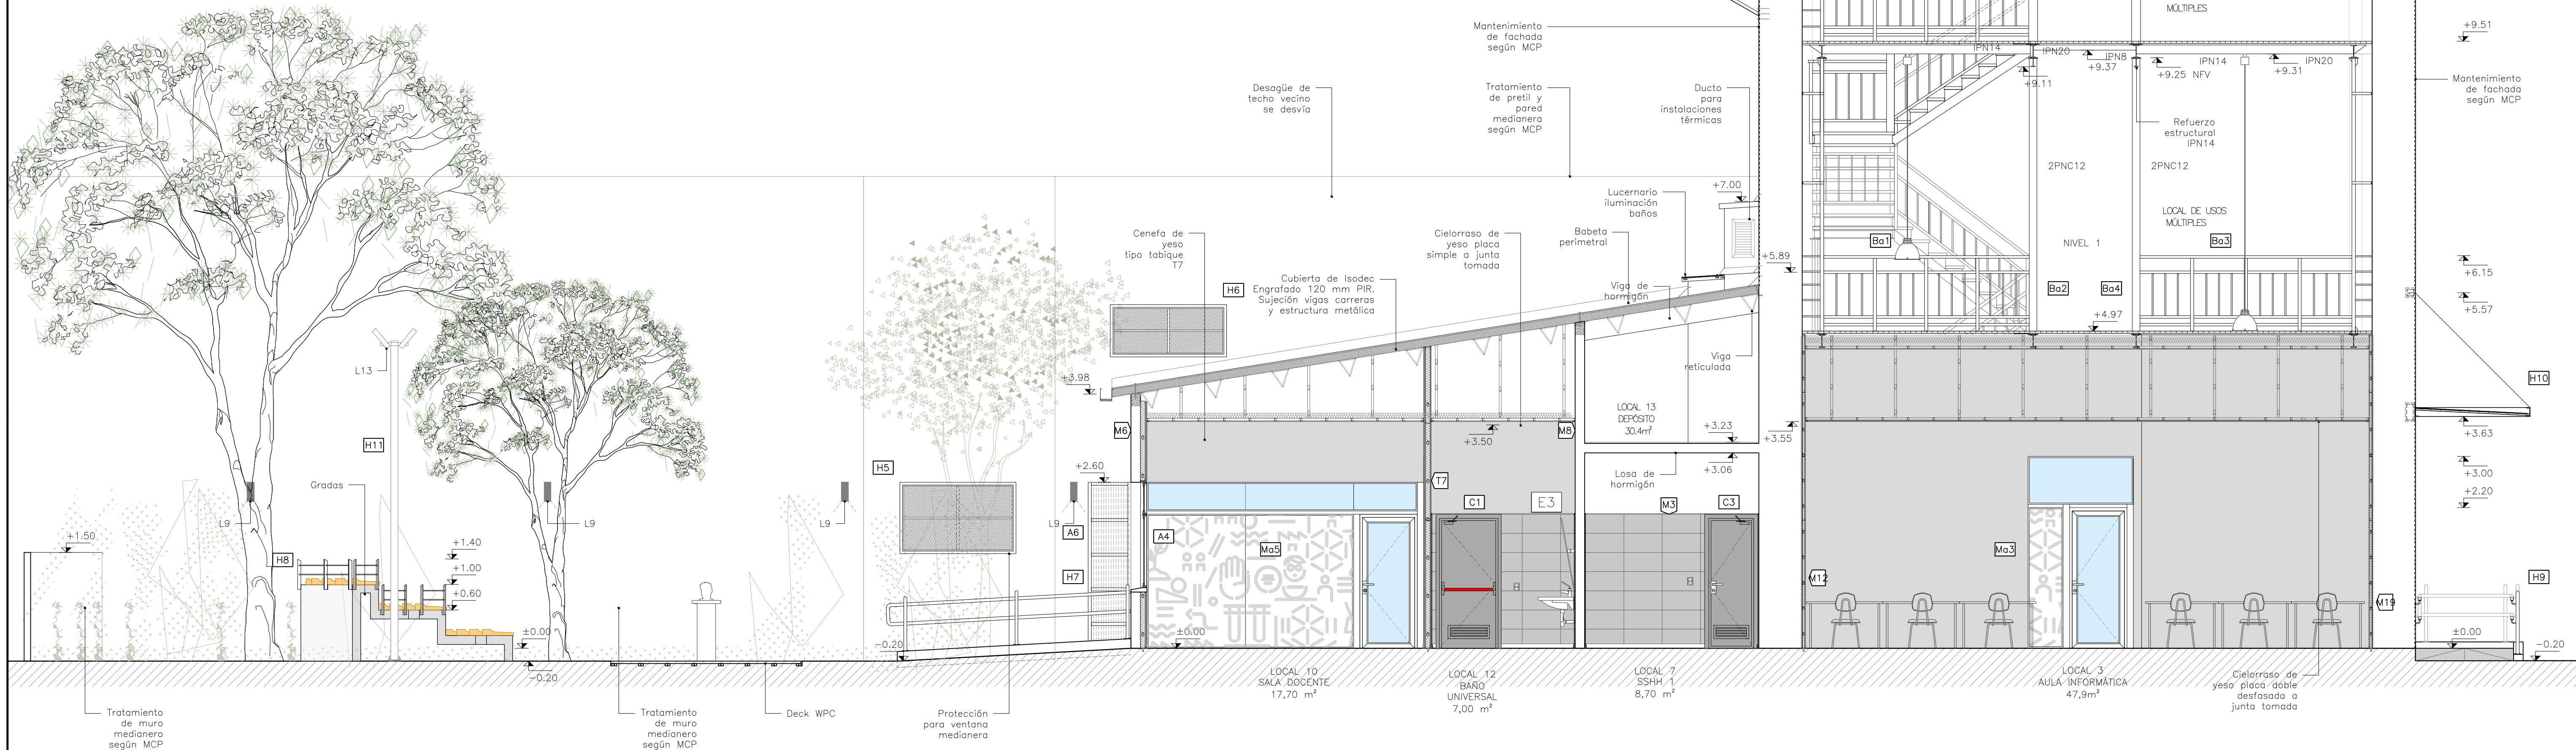 Mantenimiento
de fachada
según MCP
Desagüe de
techo vecino
se desvía
Tratamiento
de pretil y
pared
medianera
según MCP
Ducto
para
instalaciones
térmicas
MÚLTIPLES
IPN14
IPN20
IPN8
+9.37
+9.11
+9.25 NFV
IPN14
+9.31
IPN20
+9.51
Mantenimiento
de fachada
según MCP
Refuerzo
estructural
IPN14
2PNC12
2PNC12
LOCAL DE USOS
MÚLTIPLES
NIVEL 1
Ba1
Ba3
Ba2
Ba4
+4.97
+7.00
Lucernario
iluminación
baños
Cenefa de
yeso
tipo tabique
T7
Cielorraso de
yeso placa
simple a junta
tomada
Babeta
perimetral
+5.89
Cubierta de Isodec
Engrafado 120 mm PIR.
Sujeción vigas carreras
y estructura metálica
Viga de
hormigón
H6
+6.15
+5.57
Viga
reticulada
L13
+3.98
H10
LOCAL 13
DEPÓSITO
30.4m²
H11
M6
+3.50
M8
+3.23
+3.55
+3.63
H5
+2.60
+3.06
+3.00
Gradas
T7
Losa de
hormigón
+2.20
C1
E3
M3
C3
L9
L9
L9
L9
+1.50
A6
A4
Ma5
Ma3
+1.40
H8
+1.00
H7
M12
H9
+0.60
M19
±0.00
±0.00
±0.00
-0.20
-0.20
-0.20
LOCAL 10
SALA DOCENTE
17,70 m²
LOCAL 12
BAÑO
UNIVERSAL
7,00 m²
LOCAL 7
SSHH 1
8,70 m²
LOCAL 3
AULA INFORMÁTICA
47,9m²
Cielorraso de
yeso placa doble
desfasada a
junta tomada
Tratamiento
de muro
medianero
según MCP
Tratamiento
de muro
medianero
según MCP
Deck WPC
Protección
para ventana
medianera